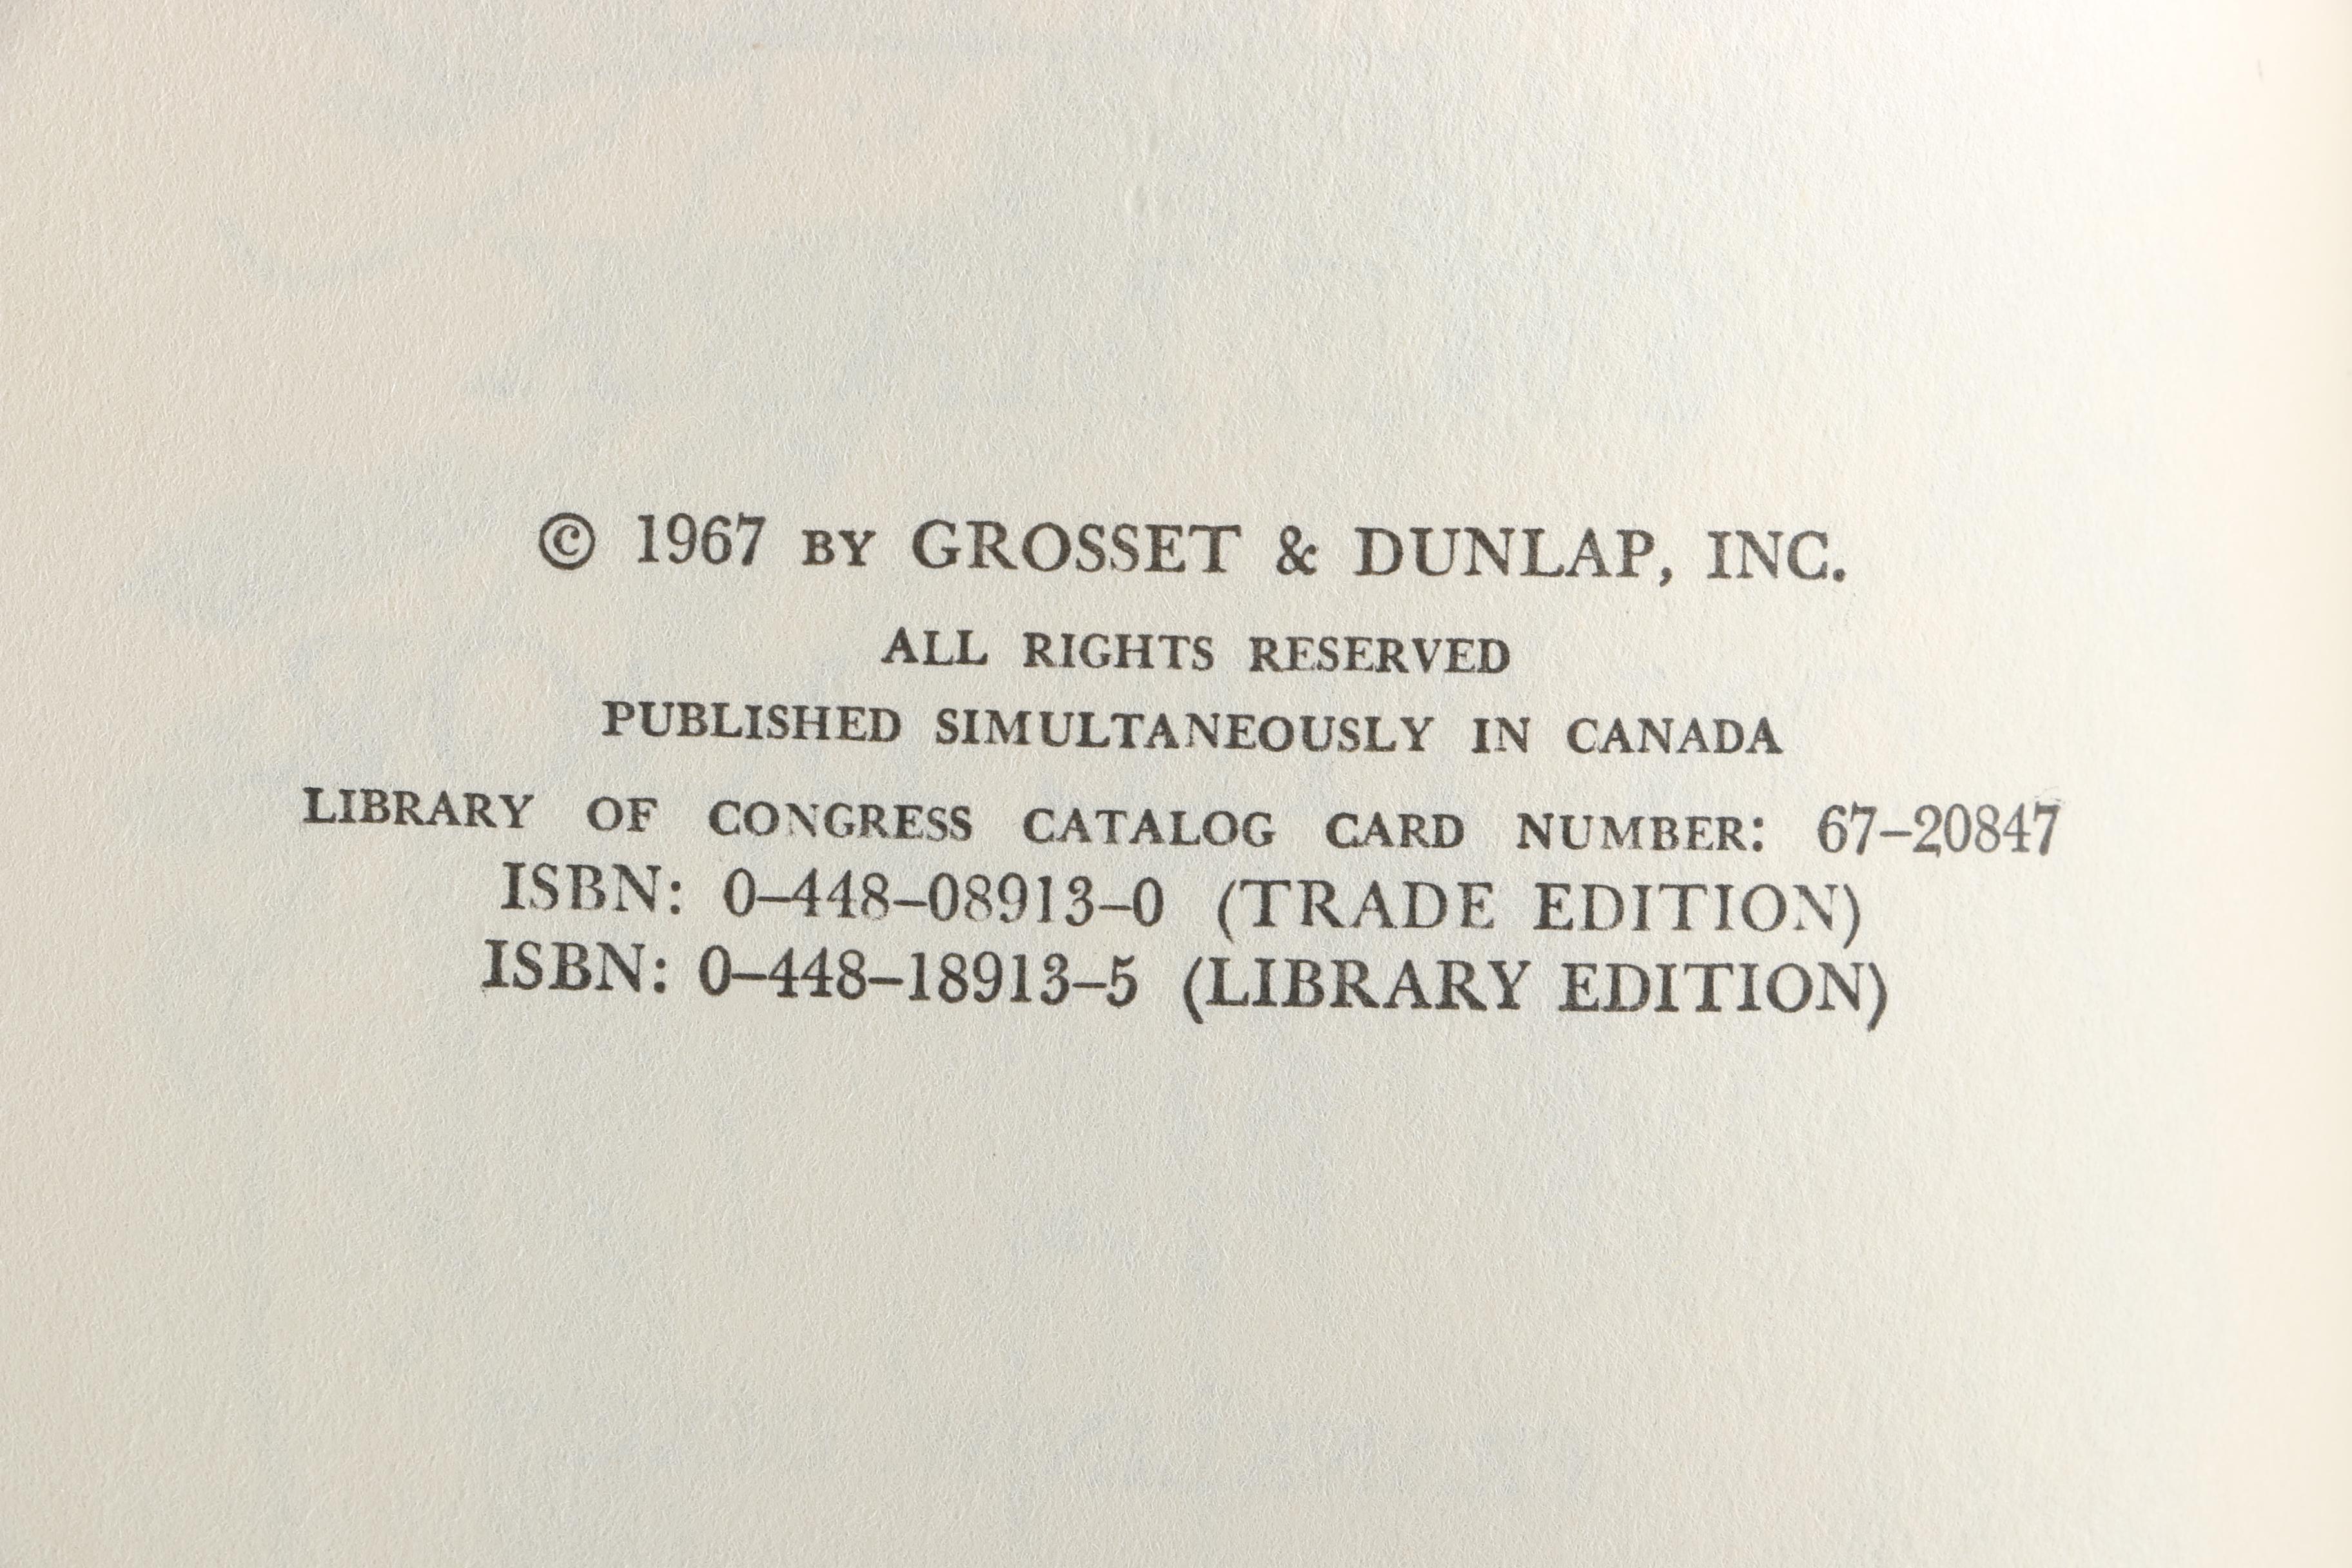 © 1967 BY GROSSET & DUNLAP, INC.
ALL RIGHTS RESERVED
PUBLISHED SIMULTANEOUSLY IN CANADA
LIBRARY OF CONGRESS CATALOG CARD NUMBER: 67–20847
ISBN: 0–448–08913–0 (TRADE EDITION)
ISBN: 0–448–18913–5 (LIBRARY EDITION)